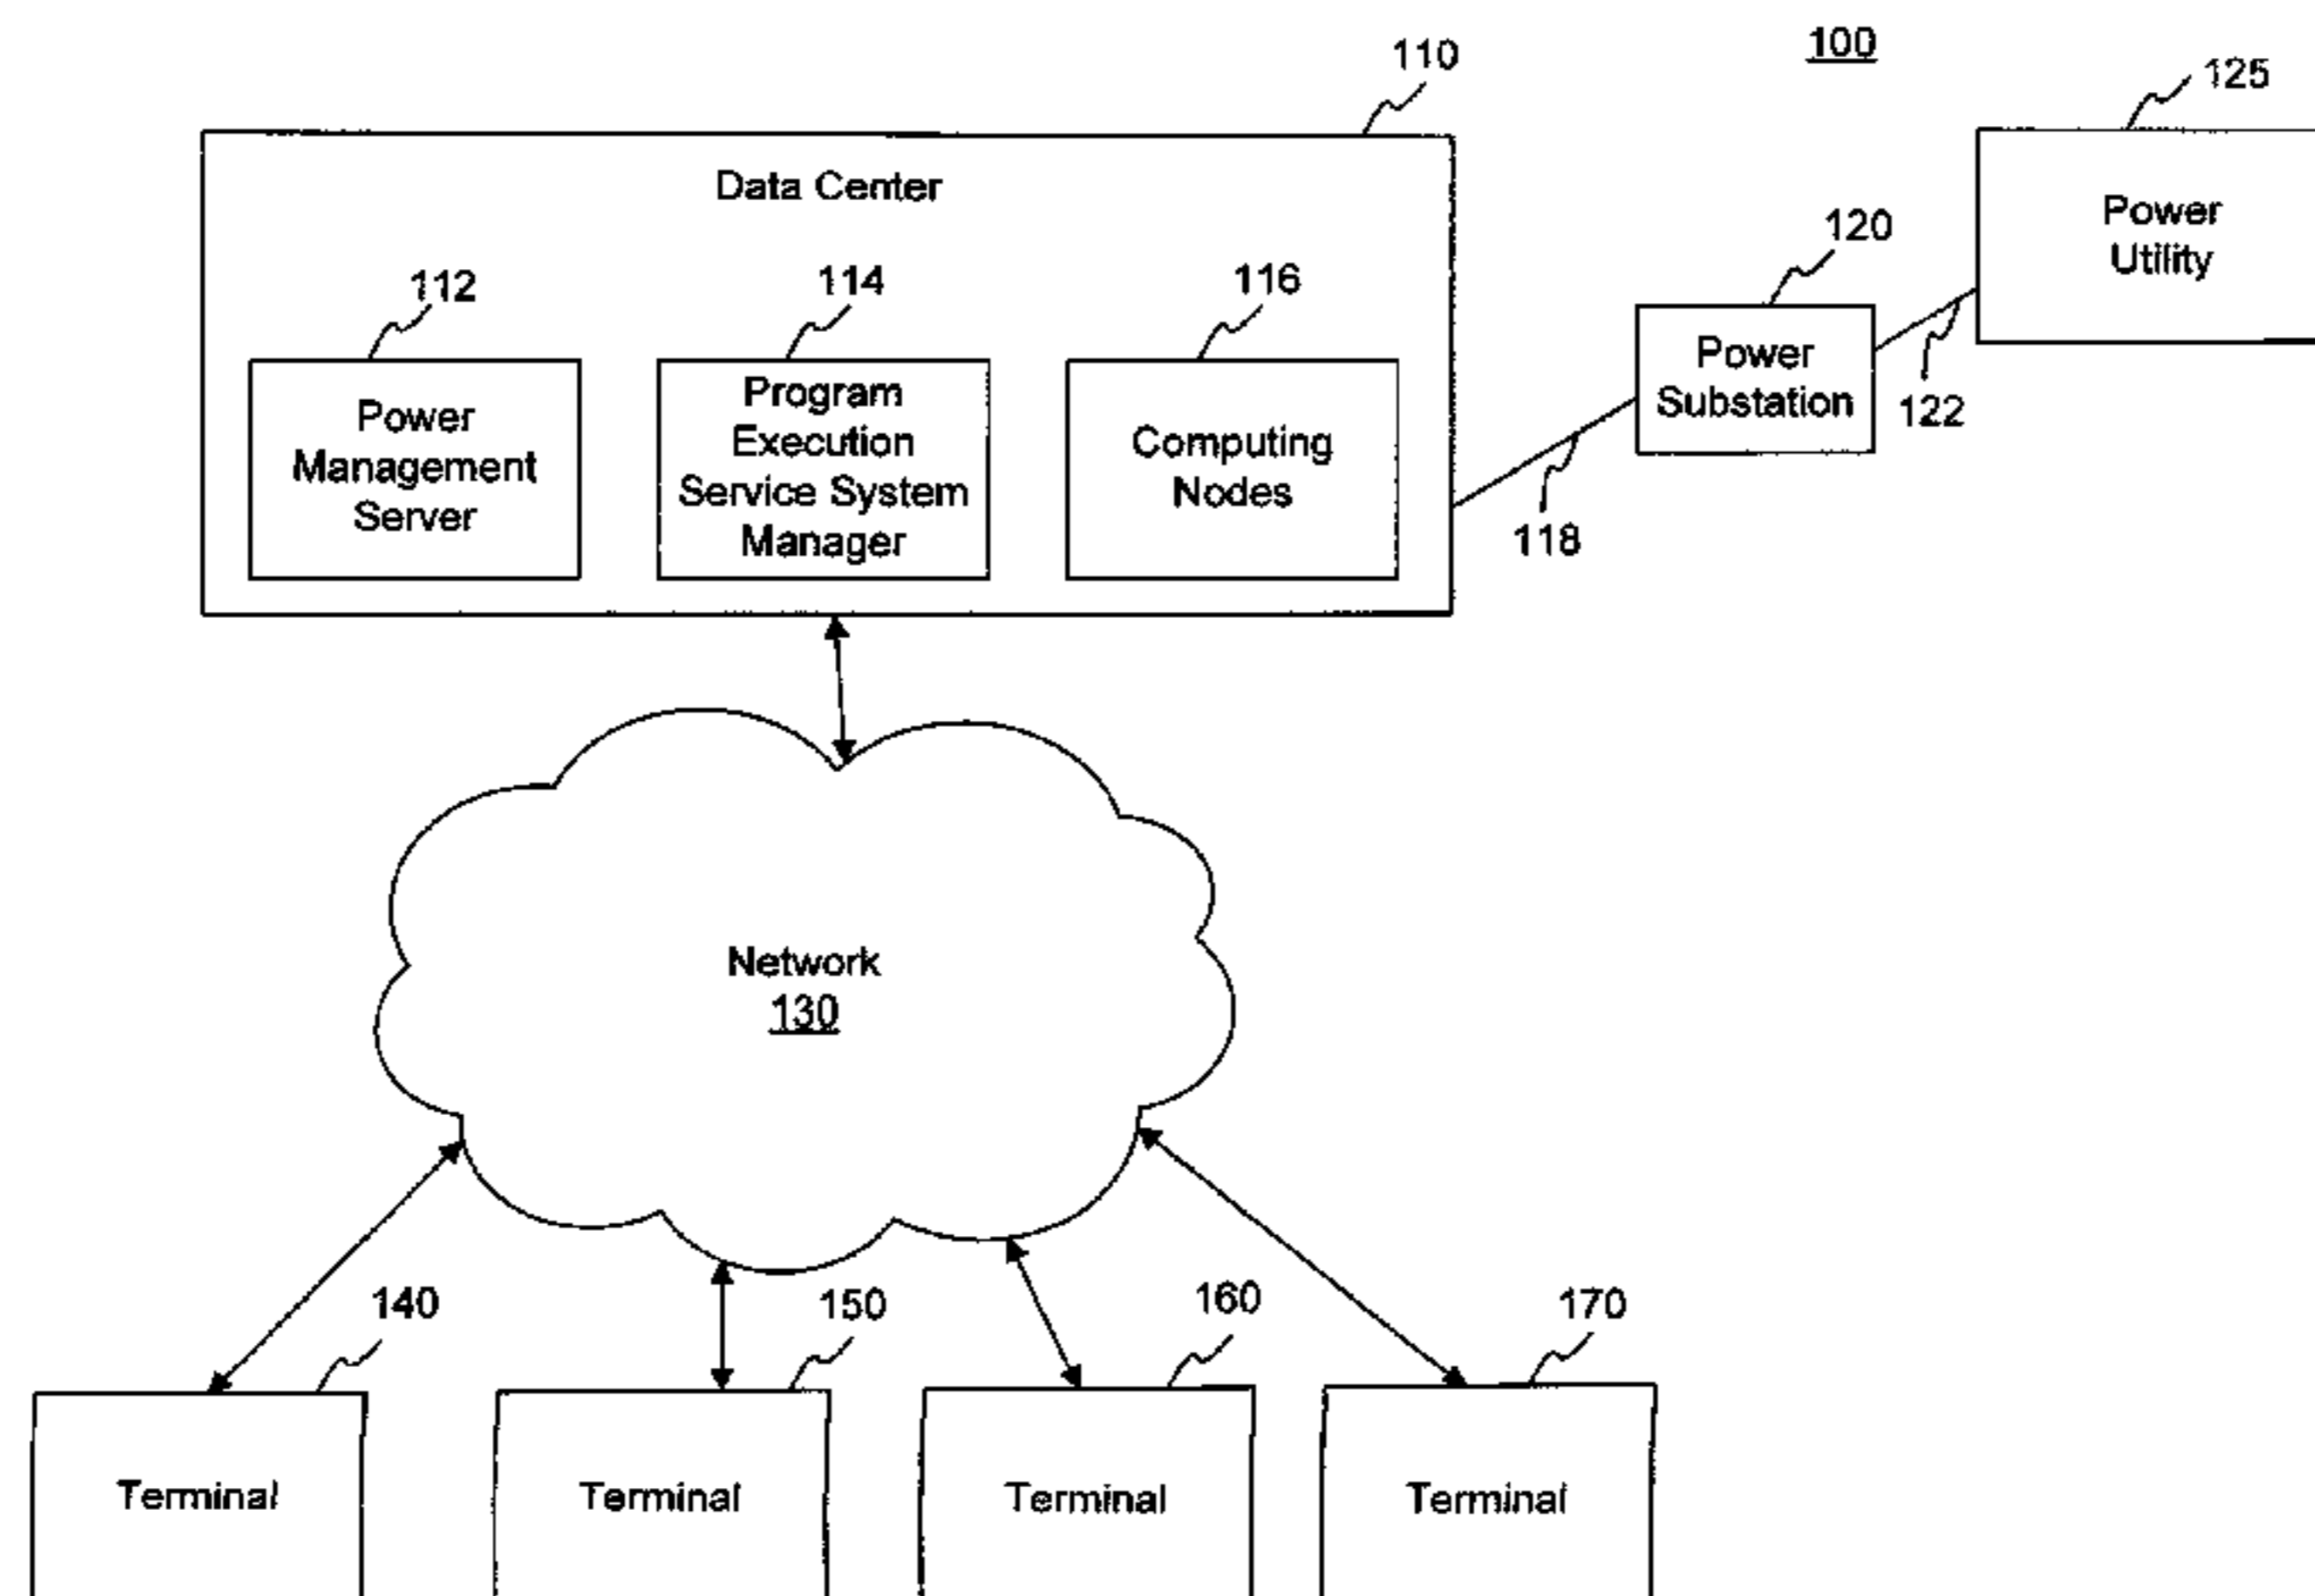 100
110
125
Data Center
Power
Utility
120
112
114
116
Power
Substation
122
Power
Management
Server
Program
Execution
Service System
Manager
Computing
Nodes
118
Network
130
140
150
160
170
Terminal
Terminal
Terminal
Terminal